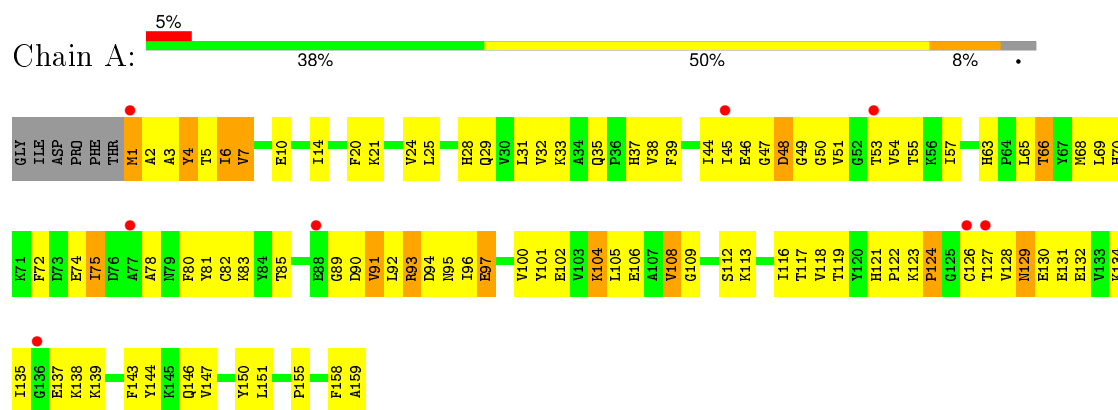 5%
Chain A:
38% 50% 8% •
GLY ILE ASP PRO PHE THR M1 A2 A3 Y4 T5 I6 V7 E10 I14 F20 K21 V24 L25 H28 Q29 V30 L31 V32 K33 A34 Q35 P36 H37 V38 F39 I44 I45 E46 G47 D48 G49 G50 V51 G52 T53 V54 T55 K56 I57 H63 P64 L65 T66 Y67 M68 L69 H70
K71 F72 D73 E74 I75 D76 A77 A78 N79 F80 Y81 C82 K83 Y84 T85 E88 G89 D90 V91 L92 R93 D94 N95 I96 E97 V100 Y101 E102 V103 K104 L105 E106 A107 V108 G109 S112 K113 I116 T117 V118 T119 Y120 H121 P122 K123 P124 G125 C126 T127 V128 N129 E130 E131 E132 V133
I135 G136 E137 K138 K139 F143 Y144 K145 Q146 V147 Y150 L151 P155 F158 A159